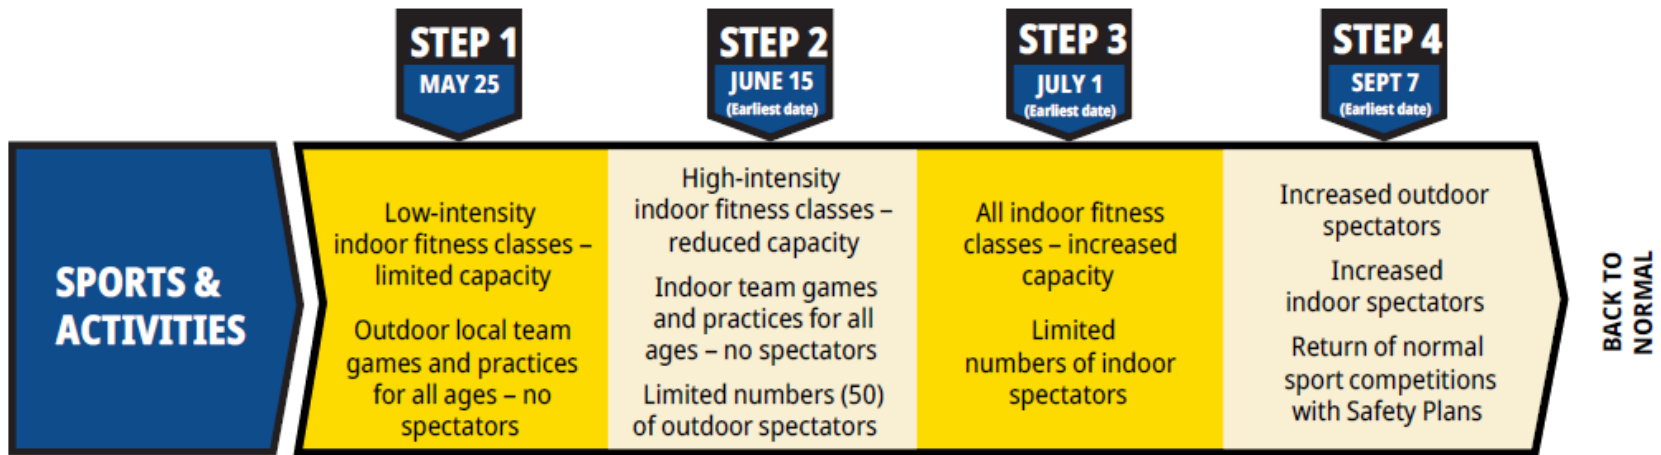 STEP 1
MAY 25
STEP 2
JUNE 15
(Earliest date)
STEP 3
JULY 1
(Earliest date)
STEP 4
SEPT 7
(Earliest date)
SPORTS &
ACTIVITIES
Low-intensity
indoor fitness classes –
limited capacity
Outdoor local team
games and practices
for all ages – no
spectators
High-intensity
indoor fitness classes –
reduced capacity
Indoor team games
and practices for all
ages – no spectators
Limited numbers (50)
of outdoor spectators
All indoor fitness
classes – increased
capacity
Limited
numbers of indoor
spectators
Increased outdoor
spectators
Increased
indoor spectators
Return of normal
sport competitions
with Safety Plans
BACK TO
NORMAL